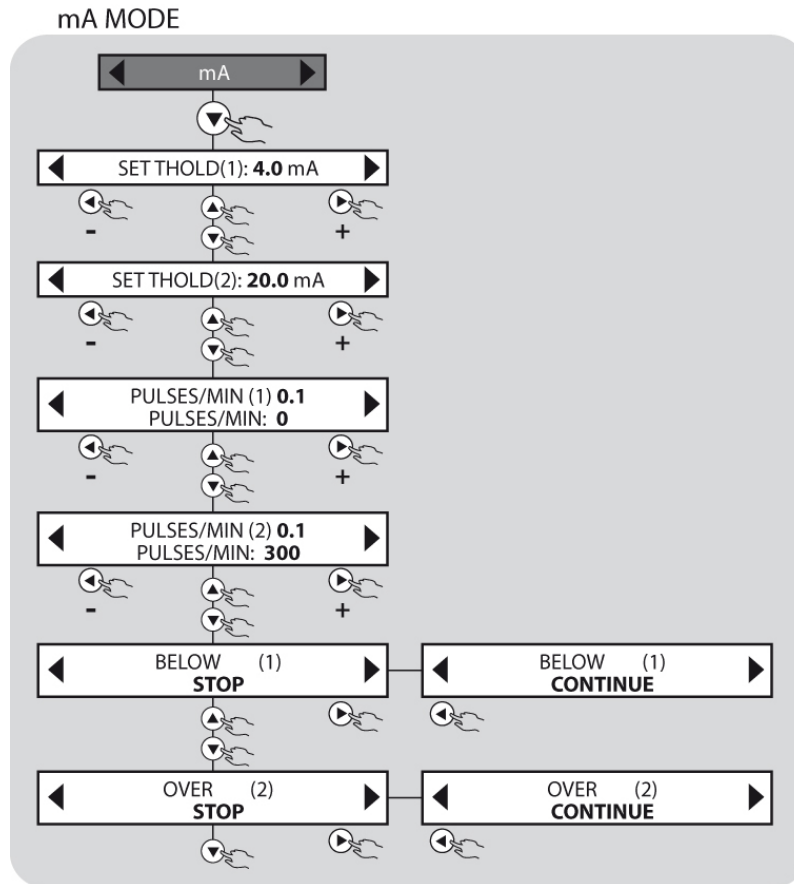 mA MODE
mA
SET THOLD(1): 4.0 mA
-
+
SET THOLD(2): 20.0 mA
-
+
PULSES/MIN (1) 0.1
PULSES/MIN: 0
-
+
PULSES/MIN (2) 0.1
PULSES/MIN: 300
-
+
BELOW (1)
STOP
BELOW (1)
CONTINUE
OVER (2)
STOP
OVER (2)
CONTINUE